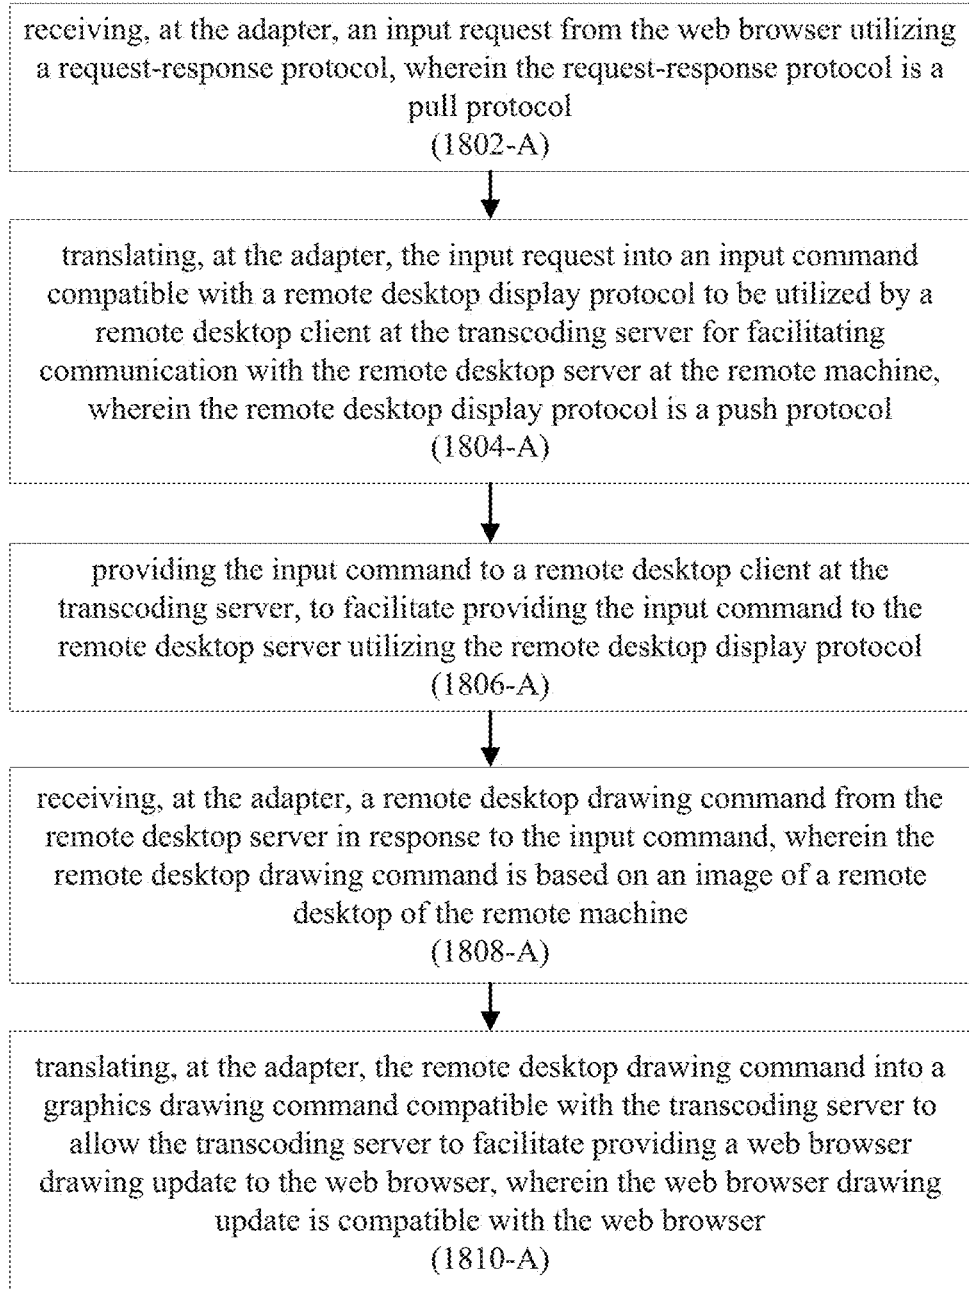 receiving, at the adapter, an input request from the web browser utilizing
a request-response protocol, wherein the request-response protocol is a
pull protocol
(1802-A)
translating, at the adapter, the input request into an input command
compatible with a remote desktop display protocol to be utilized by a
remote desktop client at the transcoding server for facilitating
communication with the remote desktop server at the remote machine,
wherein the remote desktop display protocol is a push protocol
(1804-A)
providing the input command to a remote desktop client at the
transcoding server, to facilitate providing the input command to the
remote desktop server utilizing the remote desktop display protocol
(1806-A)
receiving, at the adapter, a remote desktop drawing command from the
remote desktop server in response to the input command, wherein the
remote desktop drawing command is based on an image of a remote
desktop of the remote machine
(1808-A)
translating, at the adapter, the remote desktop drawing command into a
graphics drawing command compatible with the transcoding server to
allow the transcoding server to facilitate providing a web browser
drawing update to the web browser, wherein the web browser drawing
update is compatible with the web browser
(1810-A)